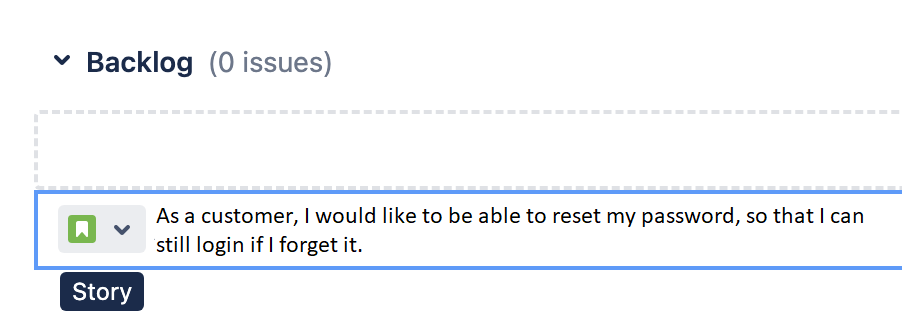 Backlog (0 issues)
As a customer, I would like to be able to reset my password, so that I can
still login if I forget it.
Story